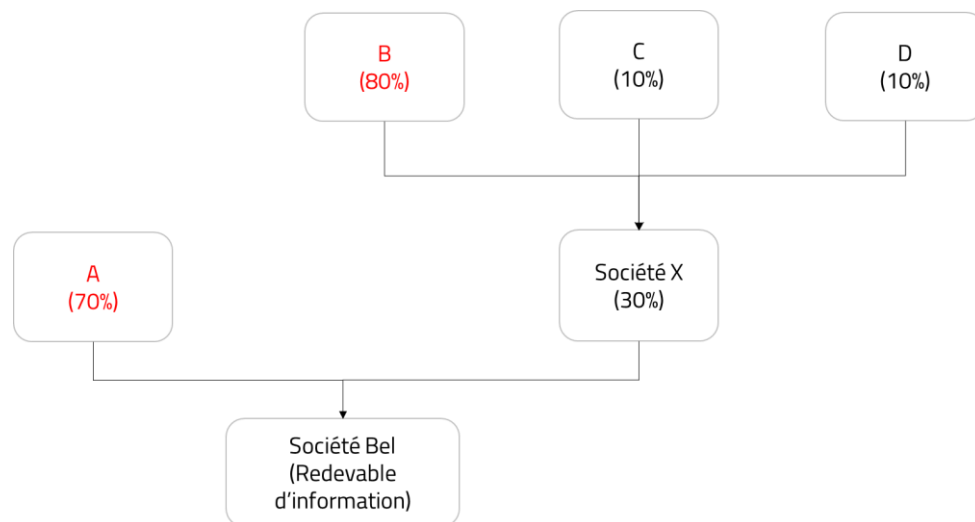 B
(80%)
C
(10%)
D
(10%)
A
(70%)
Société X
(30%)
Société Bel
(Redevable
d'information)